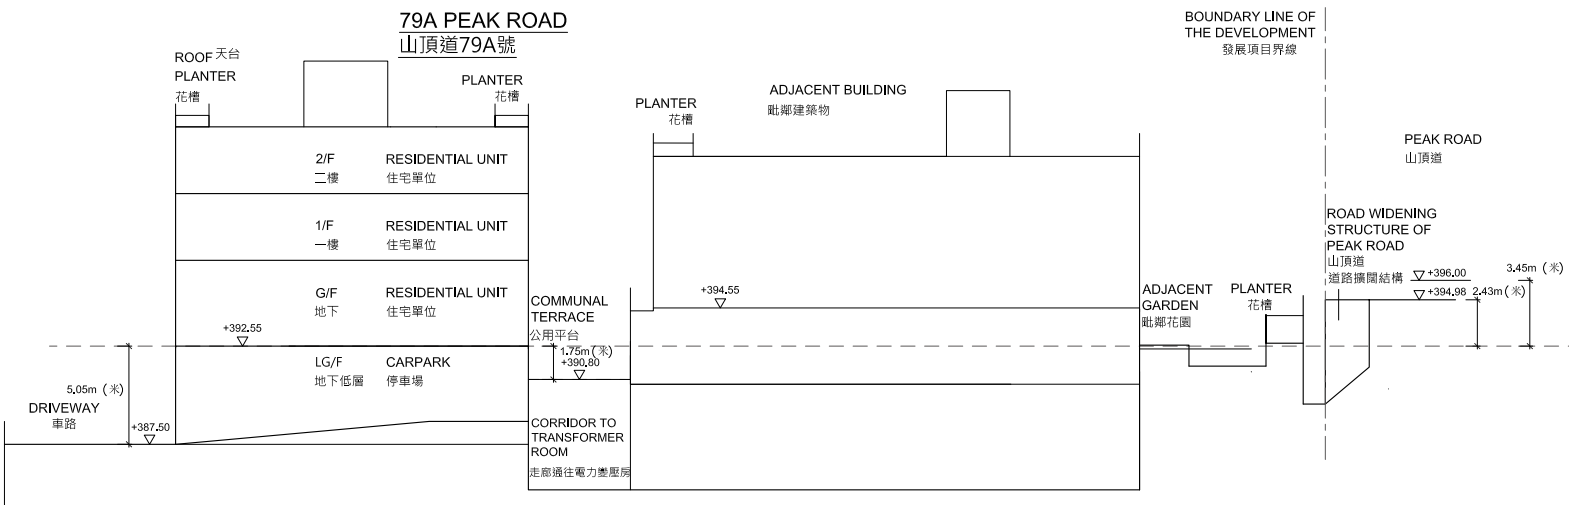 79A PEAK ROAD
山頂道79A號
BOUNDARY LINE OF
THE DEVELOPMENT
發展項目界線
ROOF 天台
PLANTER
花槽
PLANTER
花槽
PLANTER
花槽
ADJACENT BUILDING
毗鄰建築物
PEAK ROAD
山頂道
2/F RESIDENTIAL UNIT
二樓 住宅單位
1/F RESIDENTIAL UNIT
一樓 住宅單位
G/F RESIDENTIAL UNIT
地下 住宅單位
+392.55
LG/F CARPARK
地下低層 停車場
5.05m (米)
DRIVEWAY
車路
+387.50
COMMUNAL
TERRACE
公用平台
1.75m (米)
+390.80
CORRIDOR TO
TRANSFORMER
ROOM
走廊通往電力變壓房
+394.55
ADJACENT
GARDEN
毗鄰花園
PLANTER
花槽
ROAD WIDENING
STRUCTURE OF
PEAK ROAD
山頂道
道路擴闊結構
+396.00
3.45m (米)
+394.98
2.43m (米)